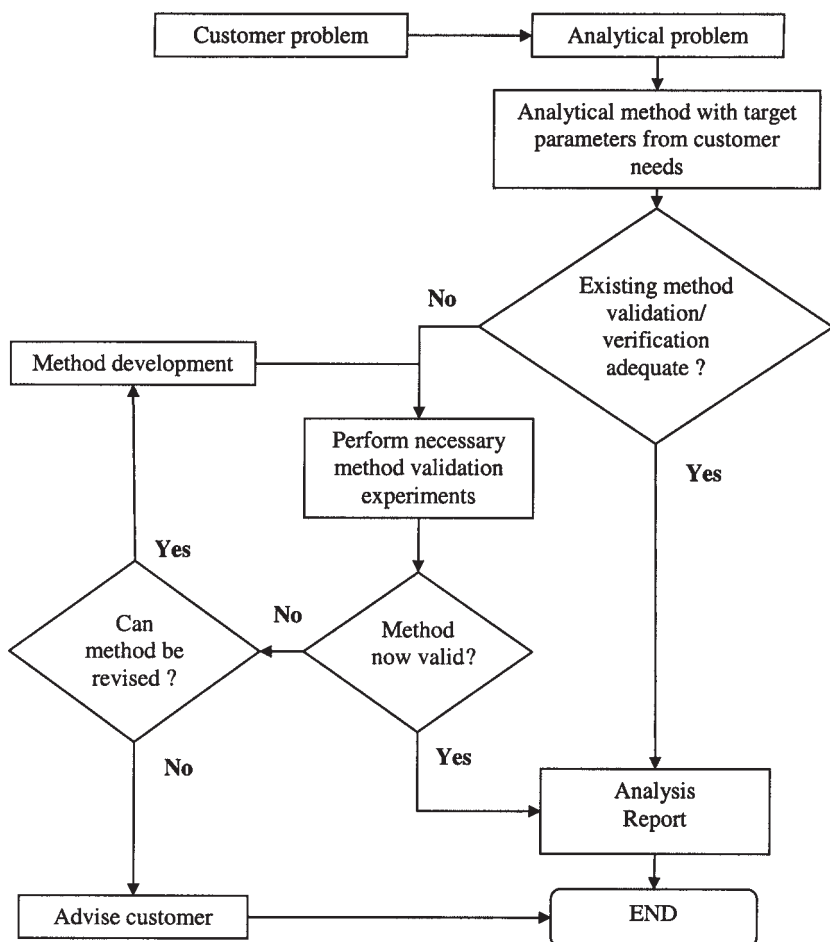 Customer problem
Analytical problem
Analytical method with target
parameters from customer
needs
Existing method
validation/
verification
adequate ?
No
Method development
Perform necessary
method validation
experiments
Yes
Yes
Can
method be
revised ?
No
Method
now valid?
No
Yes
Analysis
Report
Advise customer
END